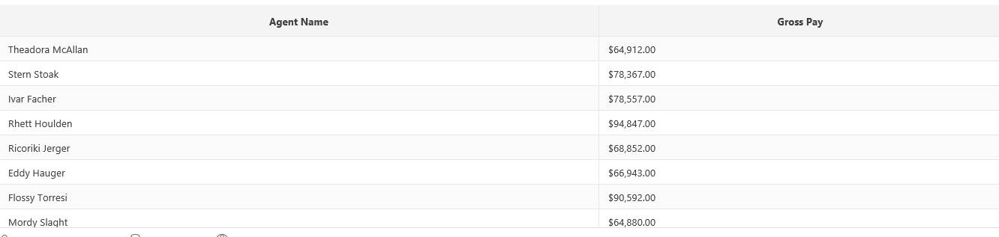 Agent Name Gross Pay
Theadora McAllan $64,912.00
Stern Stoak $78,367.00
Ivar Facher $78,557.00
Rhett Houlden $94,847.00
Ricoriki Jerger $68,852.00
Eddy Hauger $66,943.00
Flossy Torresi $90,592.00
Mordy Slaght $64,880.00